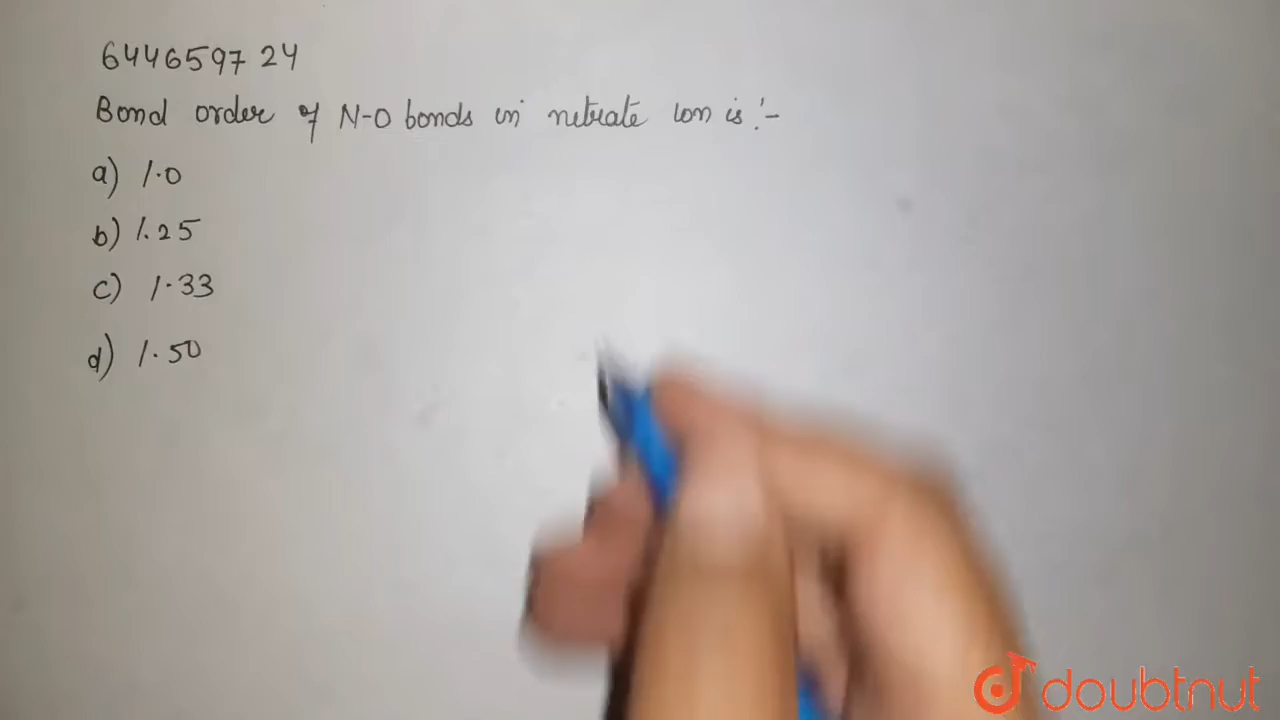 644659724
Bond order of N-O bonds in nitrate ion is :-
a) 1.0
b) 1.25
c) 1.33
d) 1.50
doubtnut